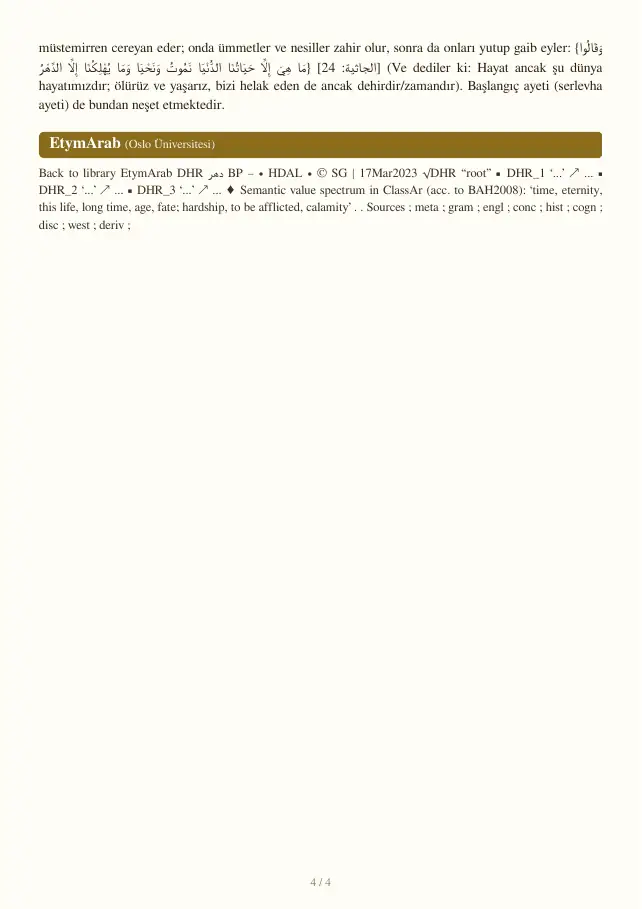 müstemirren cereyan eder; onda ümmetler ve nesiller zahir olur, sonra da onları yutup gaib eyler: {وَقَالُوا
مَا هِيَ إِلَّا حَيَاتُنَا الدُّنْيَا نَمُوتُ وَنَحْيَا وَمَا يُهْلِكُنَا إِلَّا الدَّهْرُ} [الجاثية: 24] (Ve dediler ki: Hayat ancak şu dünya
hayatımızdır; ölürüz ve yaşarız, bizi helak eden de ancak dehirdir/zamandır). Başlangıç ayeti (serlevha
ayeti) de bundan neşet etmektedir.
EtymArab (Oslo Üniversitesi)
Back to library EtymArab DHR دهر BP – • HDAL • © SG | 17Mar2023 √DHR “root” ▪ DHR_1 ‘...’ ↗ ... ▪
DHR_2 ‘...’ ↗ ... ▪ DHR_3 ‘...’ ↗ ... ♦ Semantic value spectrum in ClassAr (acc. to BAH2008): ‘time, eternity,
this life, long time, age, fate; hardship, to be afflicted, calamity’ . . Sources ; meta ; gram ; engl ; conc ; hist ; cogn ;
disc ; west ; deriv ;
4 / 4